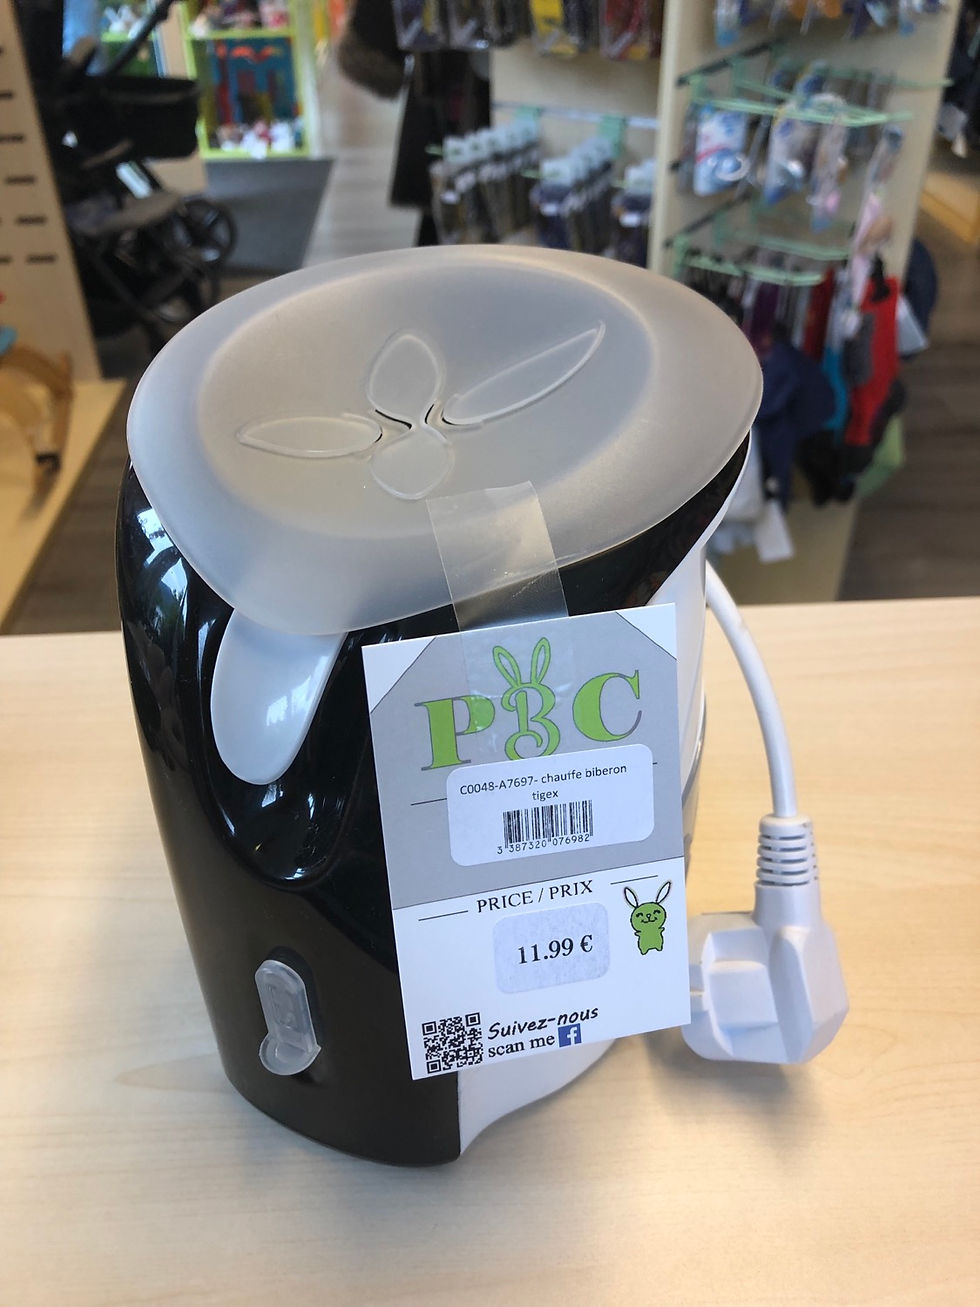 PBC
C0048-A7697- chauffe biberon
tigex
3 387320 076982
PRICE / PRIX
11.99 €
Suivez-nous
scan me f